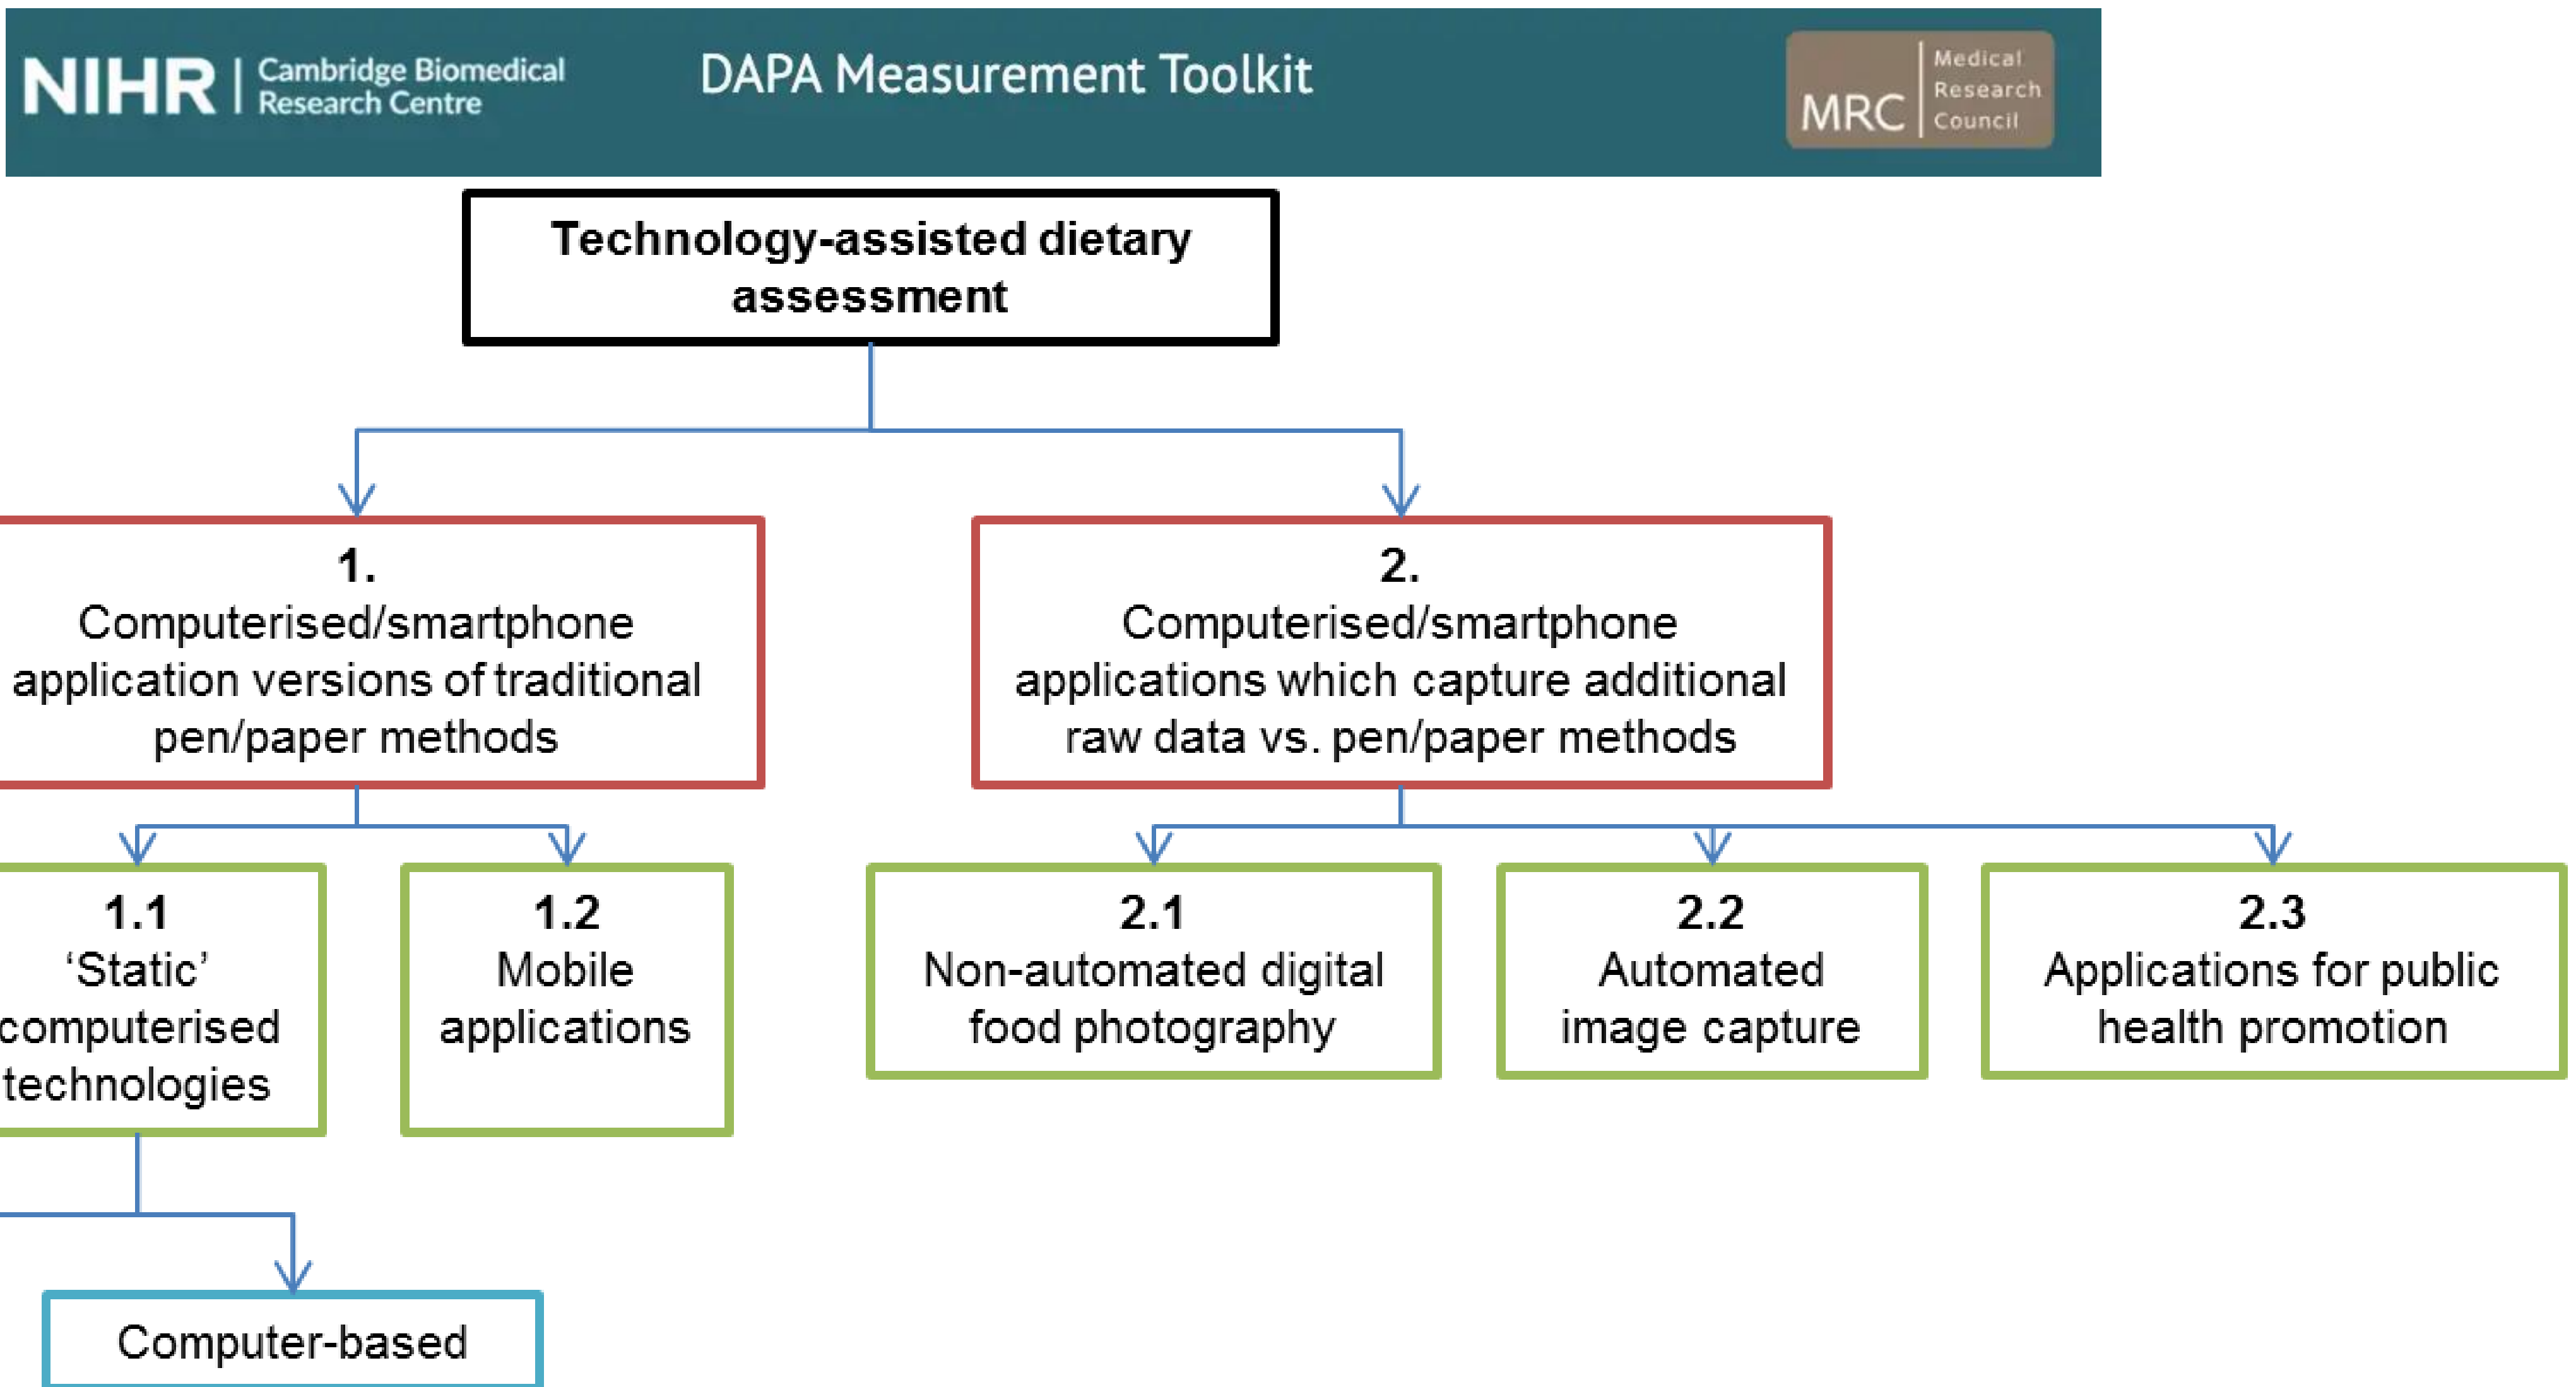 NIHR | Cambridge Biomedical
Research Centre
DAPA Measurement Toolkit
MRC | Medical
Research
Council
Technology-assisted dietary
assessment
1.
Computerised/smartphone
application versions of traditional
pen/paper methods
2.
Computerised/smartphone
applications which capture additional
raw data vs. pen/paper methods
1.1
‘Static’
computerised
technologies
1.2
Mobile
applications
2.1
Non-automated digital
food photography
2.2
Automated
image capture
2.3
Applications for public
health promotion
Computer-based